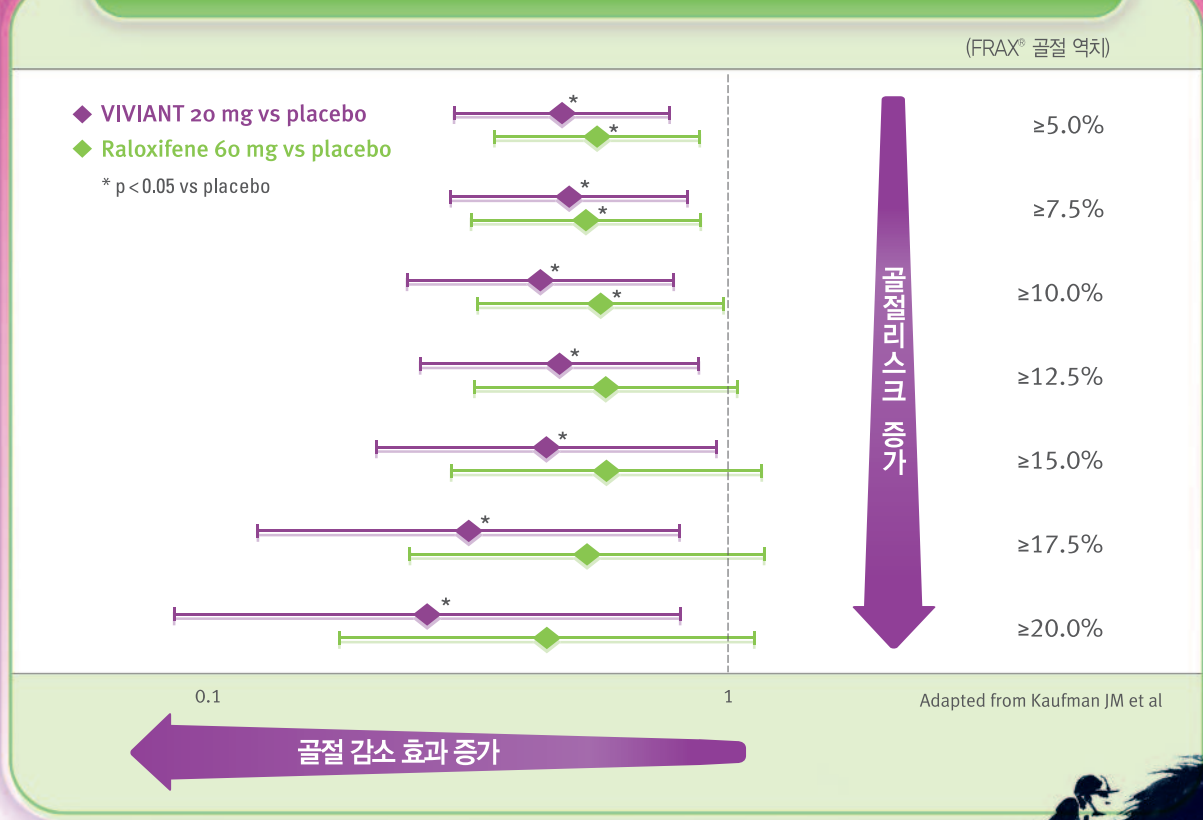 (FRAX® 골절 역치)
VIVIANT 20 mg vs placebo
Raloxifene 60 mg vs placebo
* p<0.05 vs placebo
* 
* 
≥5.0%
* 
* 
≥7.5%
* 
* 
≥10.0%
* 
≥12.5%
* 
≥15.0%
* 
≥17.5%
* 
≥20.0%
골절리스크 증가
0.1
1
Adapted from Kaufman JM et al
골절 감소 효과 증가